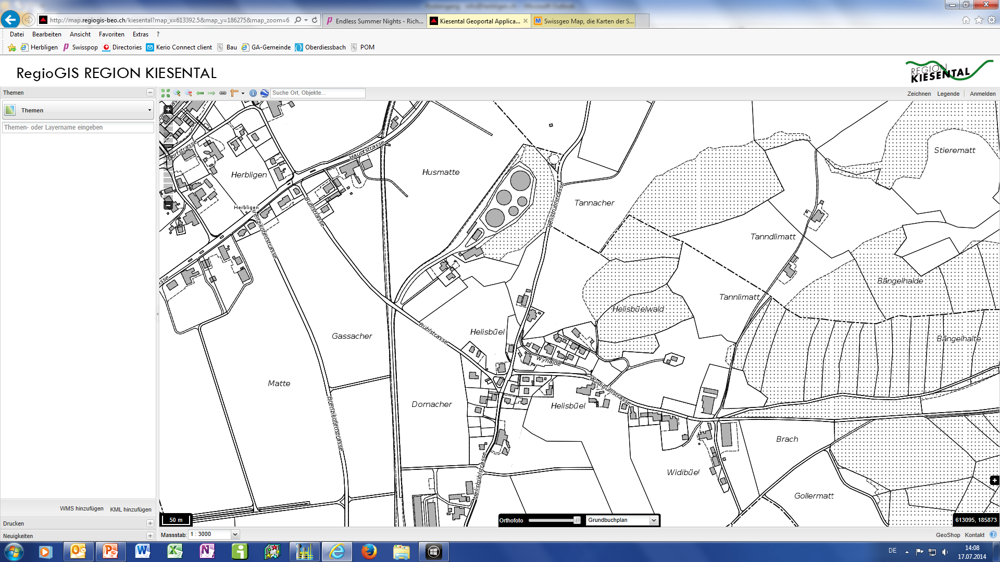 http://map.regiogis-beo.ch/kiesental?map_x=613392.5&map_y=186275&map_zoom=6
Endless Summer Nights - Rich...
Kiesental Geoportal Applica...
Swissgeo Map, die Karten der S...
Datei Bearbeiten Ansicht Favoriten Extras ?
Herbligen Swisspop Directories Kerio Connect client Bau GA-Gemeinde Oberdiessbach POM
RegioGIS REGION KIESENTAL
REGION
KIESENTAL
Themen
Suche Ort, Objekte...
Zeichnen Legende Anmelden
Themen
Themen- oder Layername eingeben
Dorfstrasse
Hauptstrasse
Stierematt
Husmatte
Herbligen
Tannacher
Herbligen
Bühlstrasse
Helisbühlstrasse
Brenzikofenstrasse
Tanndlimatt
Bängelhalde
Tannlimatt
Helisbüelwald
Bühlstrasse
Helisbüel
Gassacher
Bängelhalte
Wyhalde
Matte
Wydibühlstrasse
Dornacher
Helisbüel
Brenzikofenstrasse
Brach
Helisbühlstrasse
Widibüel
Gollermatt
WMS hinzufügen KML hinzufügen
50 m
Orthofoto
Grundbuchplan
613095, 185873
Drucken
Neuigkeiten
Massstab: 1 : 3000
GeoShop Kontakt
DE
14:08
17.07.2014